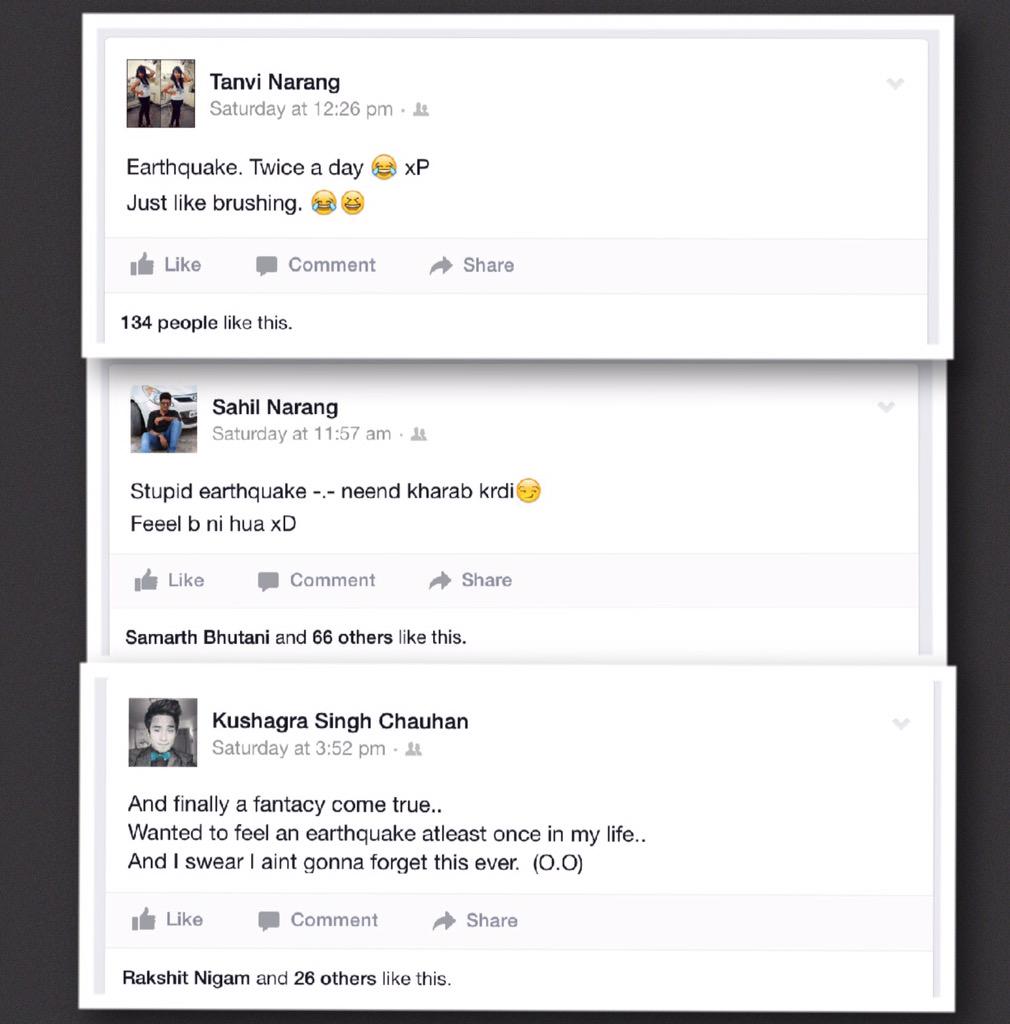 Tanvi Narang
Saturday at 12:26 pm ·
Earthquake. Twice a day 😂 xP
Just like brushing. 😂😆
Like Comment Share
134 people like this.
Sahil Narang
Saturday at 11:57 am ·
Stupid earthquake -.- neend kharab krdi😏
Feeel b ni hua xD
Like Comment Share
Samarth Bhutani and 66 others like this.
Kushagra Singh Chauhan
Saturday at 3:52 pm ·
And finally a fantacy come true..
Wanted to feel an earthquake atleast once in my life..
And I swear I aint gonna forget this ever. (O.O)
Like Comment Share
Rakshit Nigam and 26 others like this.